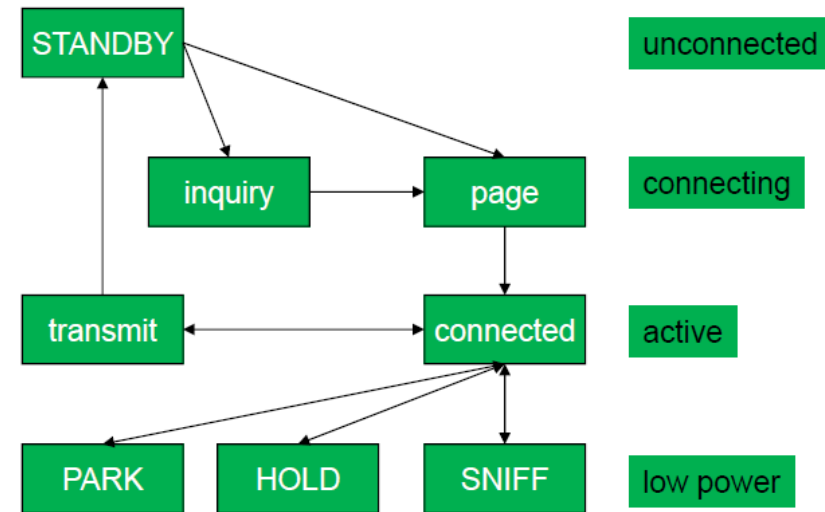 STANDBY
unconnected
inquiry
page
connecting
transmit
connected
active
PARK
HOLD
SNIFF
low power